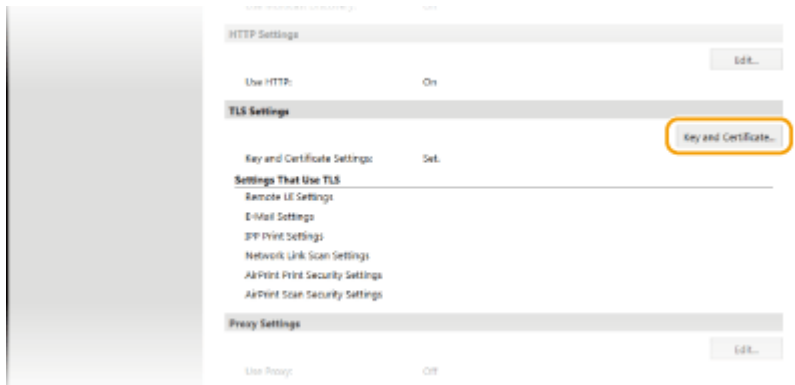 HTTP Settings
Edit...
Use HTTP: On
TLS Settings
Key and Certificate...
Key and Certificate Settings: Set.
Settings That Use TLS
Remote UI Settings
E-Mail Settings
IPP Print Settings
Network Link Scan Settings
AirPrint Print Security Settings
AirPrint Scan Security Settings
Proxy Settings
Edit...
Use Proxy: Off